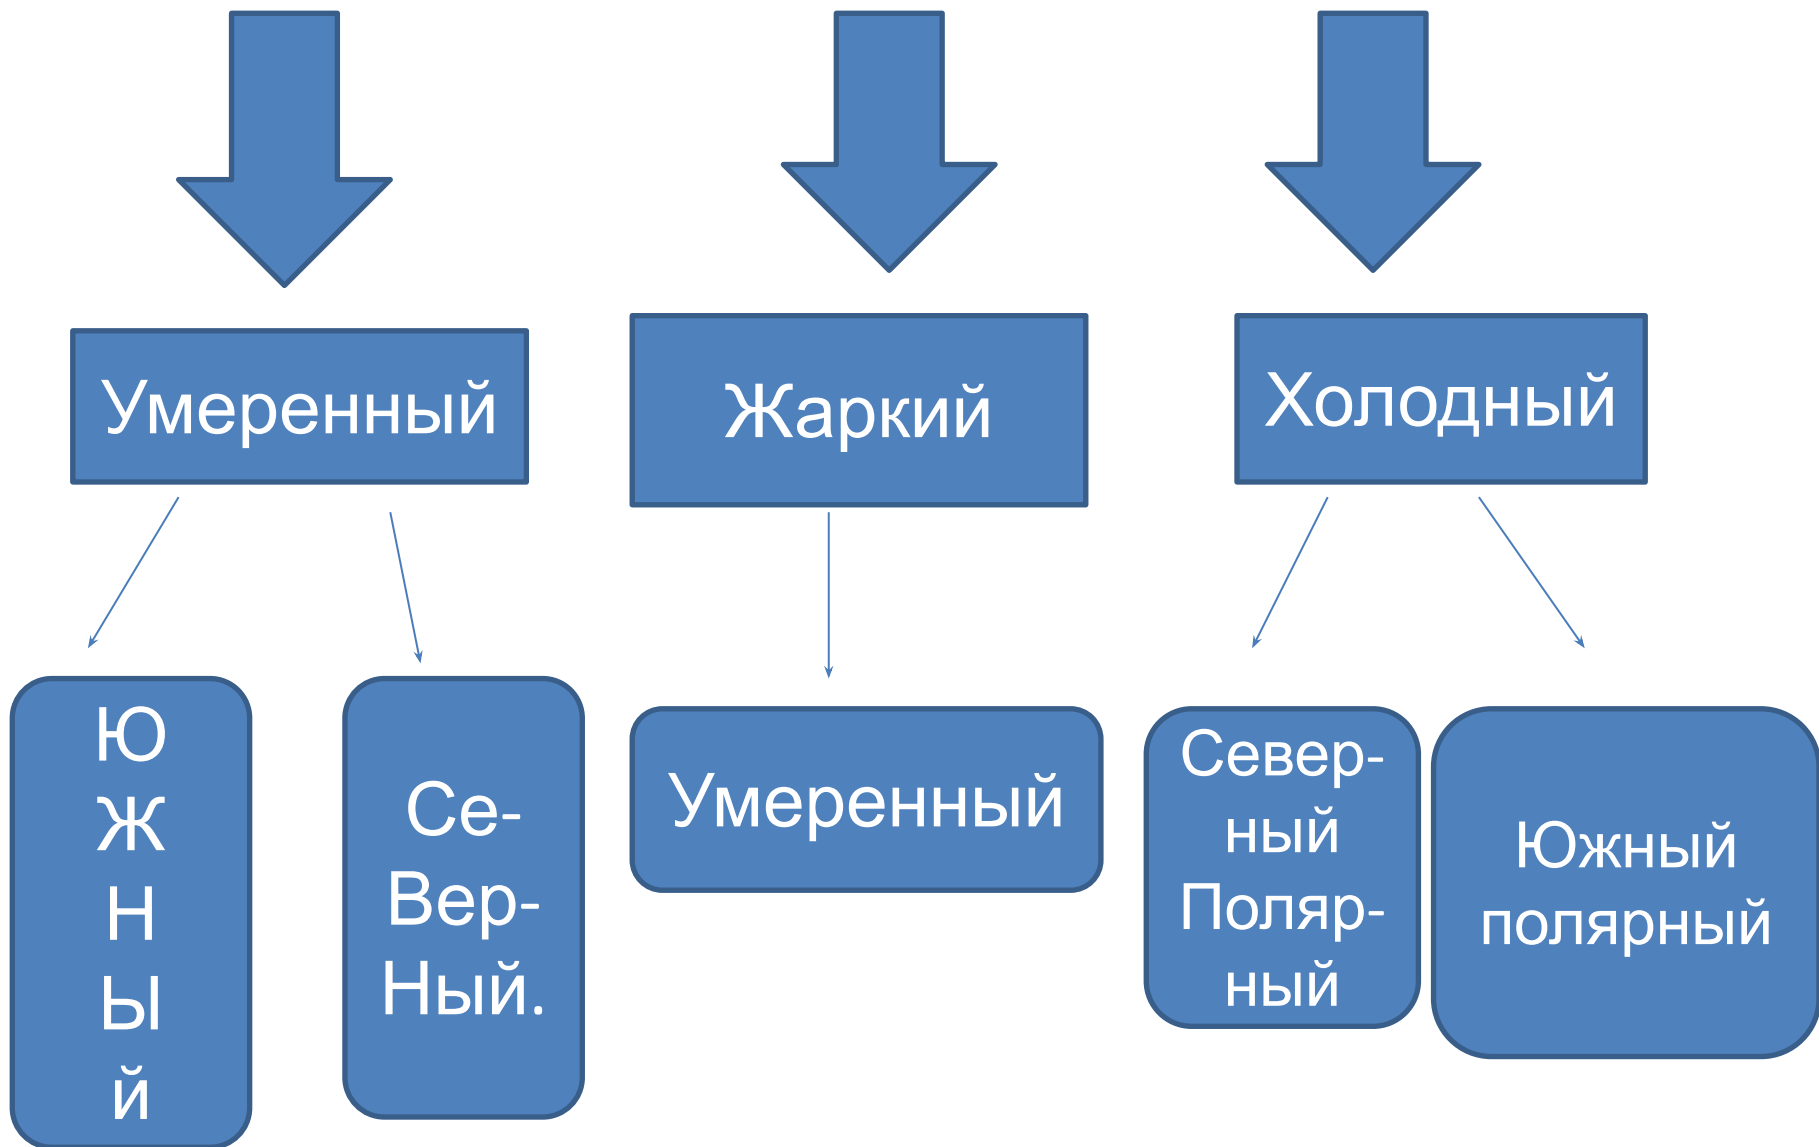 Умеренный
Жаркий
Холодный
Ю
Ж
Н
Ы
й
Се-
Вер-
Ный.
Умеренный
Север-
ный
Поляр-
ный
Южный
полярный